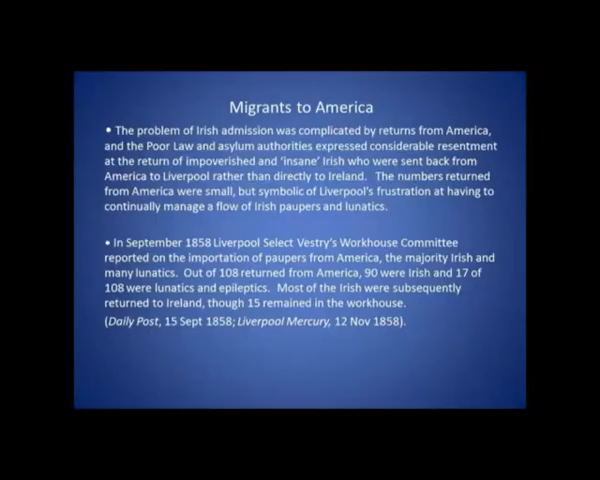 Migrants to America
• The problem of Irish admission was complicated by returns from America,
and the Poor Law and asylum authorities expressed considerable resentment
at the return of impoverished and ‘insane’ Irish who were sent back from
America to Liverpool rather than directly to Ireland. The numbers returned
from America were small, but symbolic of Liverpool’s frustration at having to
continually manage a flow of Irish paupers and lunatics.
• In September 1858 Liverpool Select Vestry’s Workhouse Committee
reported on the importation of paupers from America, the majority Irish and
many lunatics. Out of 108 returned from America, 90 were Irish and 17 of
108 were lunatics and epileptics. Most of the Irish were subsequently
returned to Ireland, though 15 remained in the workhouse.
(Daily Post, 15 Sept 1858; Liverpool Mercury, 12 Nov 1858).